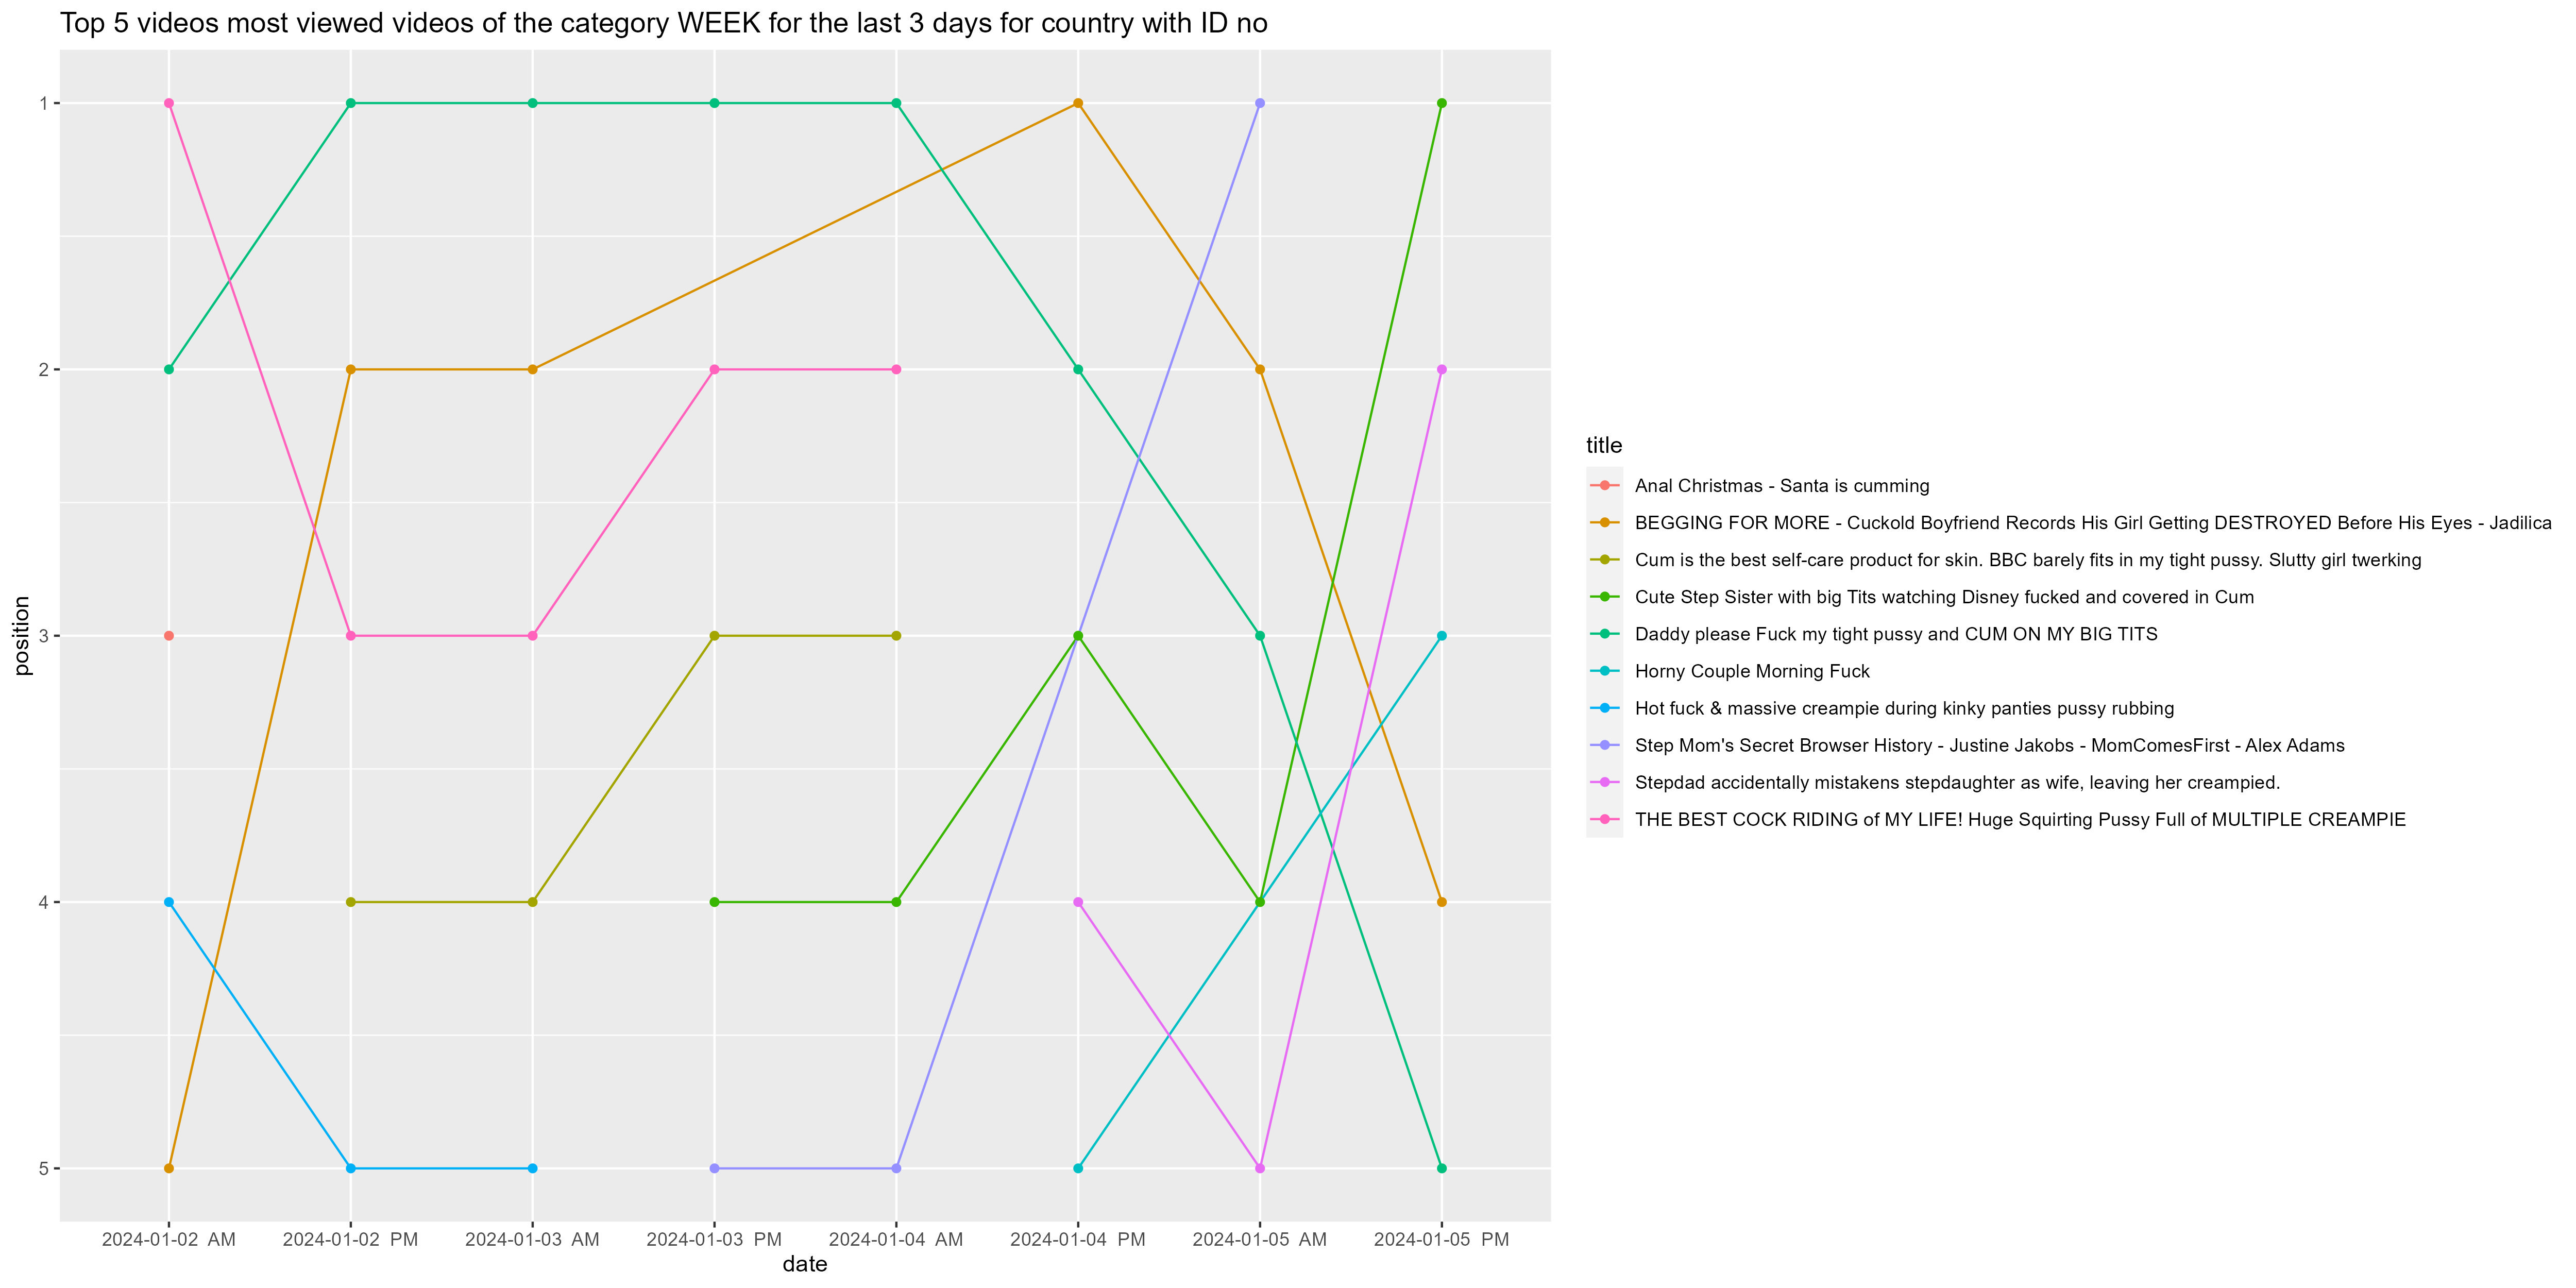 Top 5 videos most viewed videos of the category WEEK for the last 3 days for country with ID no
position
1
2
3
4
5
2024-01-02 AM
2024-01-02 PM
2024-01-03 AM
2024-01-03 PM
2024-01-04 AM
2024-01-04 PM
2024-01-05 AM
2024-01-05 PM
date
title
Anal Christmas - Santa is cumming
BEGGING FOR MORE - Cuckold Boyfriend Records His Girl Getting DESTROYED Before His Eyes - Jadilica
Cum is the best self-care product for skin. BBC barely fits in my tight pussy. Slutty girl twerking
Cute Step Sister with big Tits watching Disney fucked and covered in Cum
Daddy please Fuck my tight pussy and CUM ON MY BIG TITS
Horny Couple Morning Fuck
Hot fuck & massive creampie during kinky panties pussy rubbing
Step Mom's Secret Browser History - Justine Jakobs - MomComesFirst - Alex Adams
Stepdad accidentally mistakens stepdaughter as wife, leaving her creampied.
THE BEST COCK RIDING of MY LIFE! Huge Squirting Pussy Full of MULTIPLE CREAMPIE